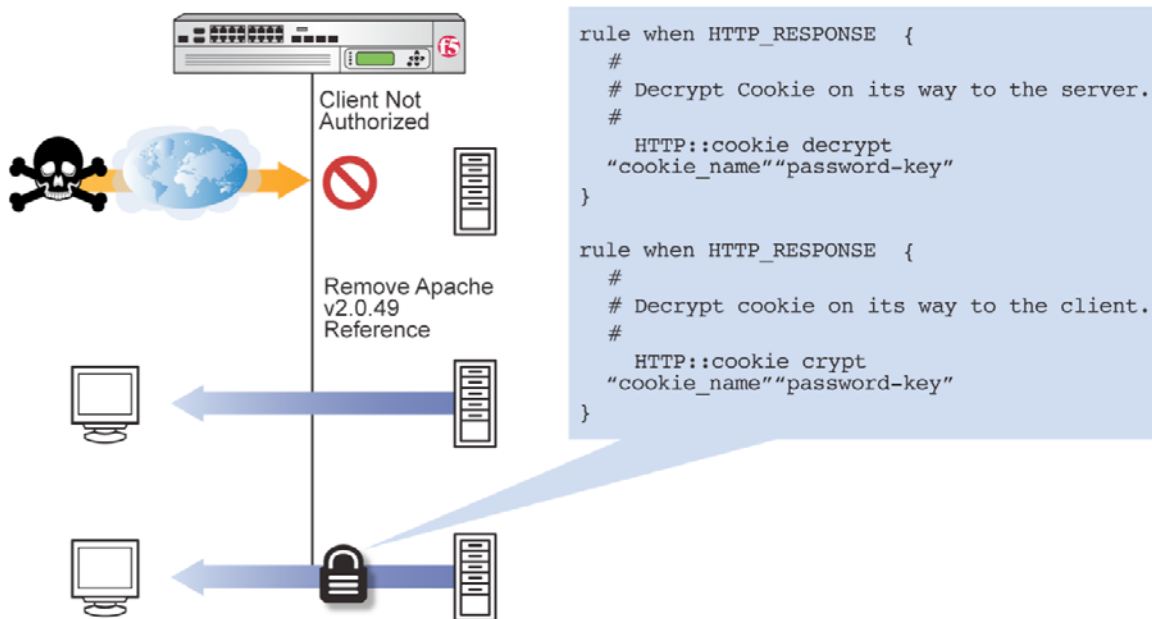 f5
Client Not
Authorized
Remove Apache
v2.0.49
Reference
rule when HTTP_RESPONSE {
#
# Decrypt Cookie on its way to the server.
#
HTTP::cookie decrypt
“cookie_name”“password-key”
}
rule when HTTP_RESPONSE {
#
# Decrypt cookie on its way to the client.
#
HTTP::cookie crypt
“cookie_name”“password-key”
}